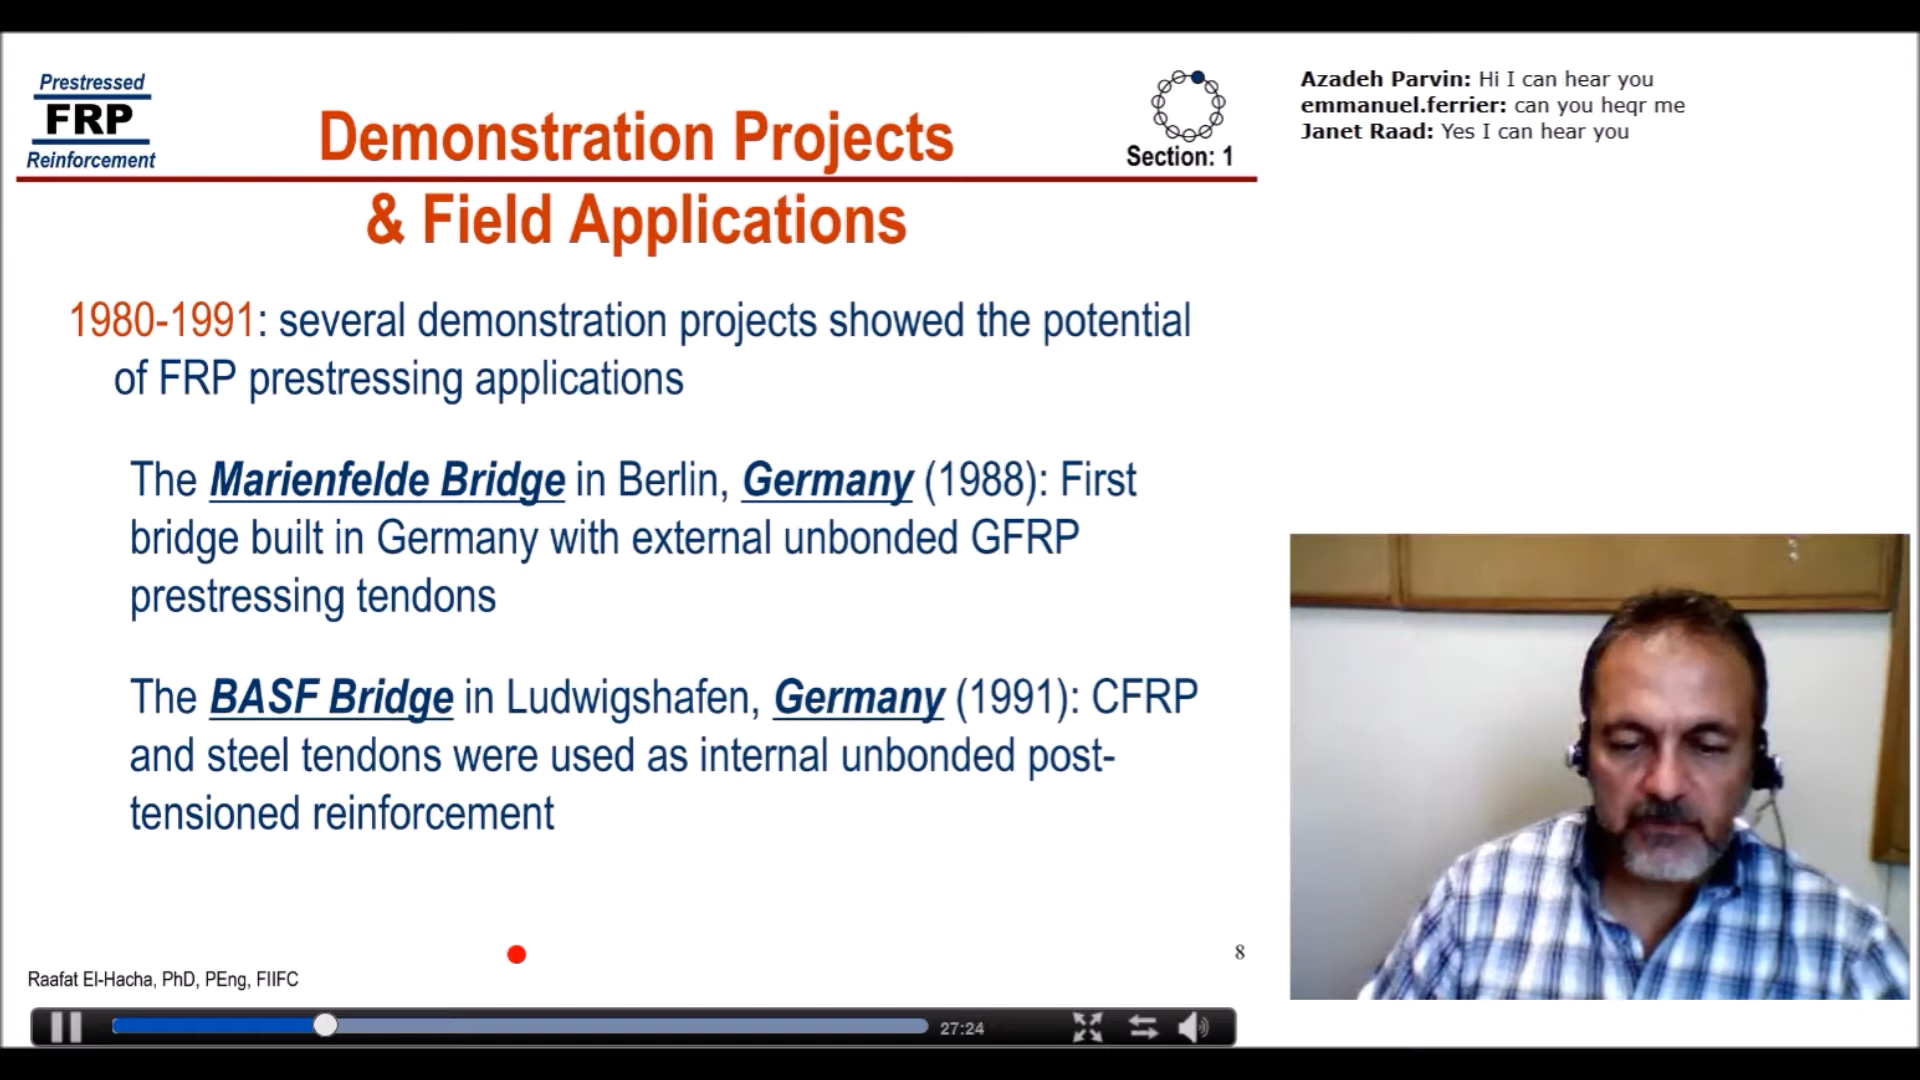 Prestressed
FRP
Reinforcement
Demonstration Projects
& Field Applications
Section: 1
1980-1991: several demonstration projects showed the potential
of FRP prestressing applications
The Marienfelde Bridge in Berlin, Germany (1988): First
bridge built in Germany with external unbonded GFRP
prestressing tendons
The BASF Bridge in Ludwigshafen, Germany (1991): CFRP
and steel tendons were used as internal unbonded post-
tensioned reinforcement
8
Raafat El-Hacha, PhD, PEng, FIIFC
27:24
Azadeh Parvin: Hi I can hear you
emmanuel.ferrier: can you heqr me
Janet Raad: Yes I can hear you